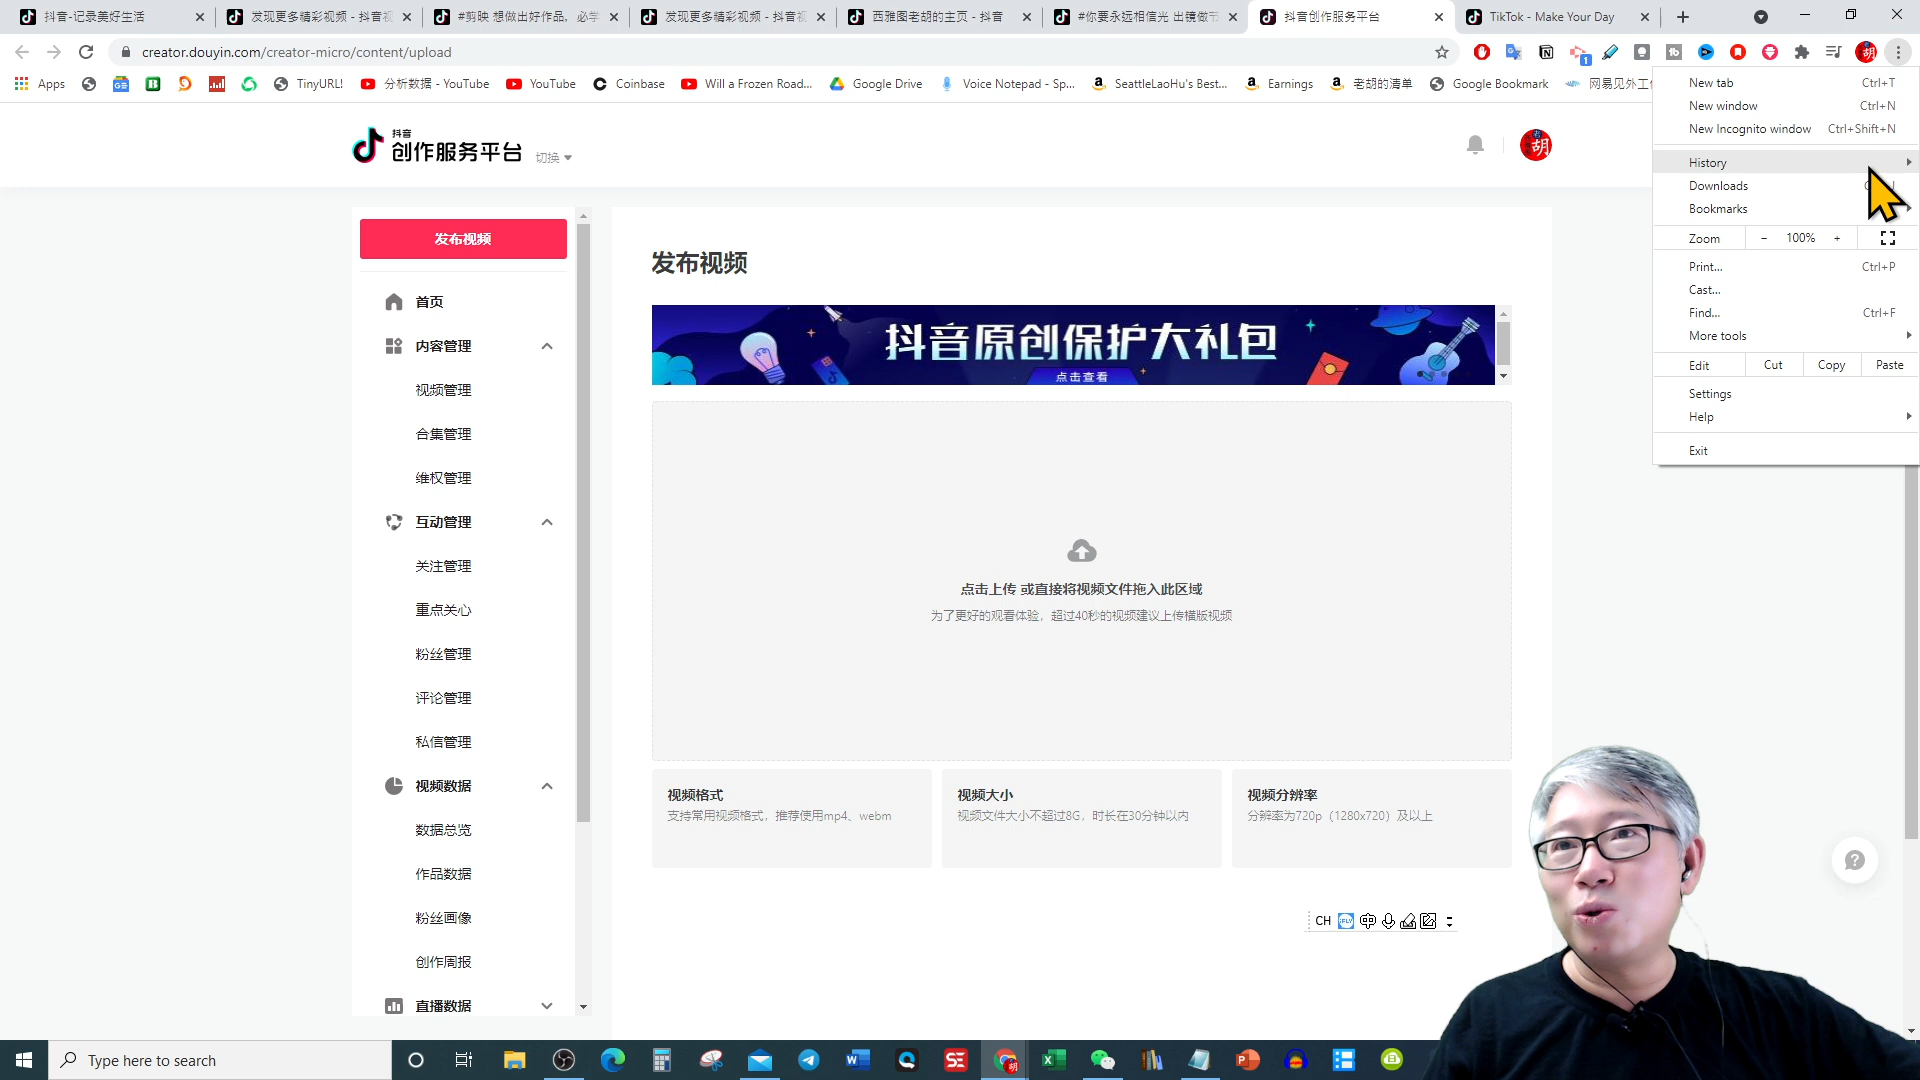 抖音-记录美好生活
发现更多精彩视频 - 抖音视
#剪映 想做出好作品，必学
发现更多精彩视频 - 抖音视
西雅图老胡的主页 - 抖音
#你要永远相信光 出镜做节
抖音创作服务平台
TikTok - Make Your Day
creator.douyin.com/creator-micro/content/upload
Apps
TinyURL!
分析数据 - YouTube
YouTube
Coinbase
Will a Frozen Road...
Google Drive
Voice Notepad - Sp...
SeattleLaoHu's Best...
Earnings
老胡的清单
Google Bookmark
网易见外工
New tab Ctrl+T
New window Ctrl+N
New Incognito window Ctrl+Shift+N
History
Downloads
Bookmarks
Zoom - 100% +
Print... Ctrl+P
Cast...
Find... Ctrl+F
More tools
Edit Cut Copy Paste
Settings
Help
Exit
抖音
创作服务平台 切换
胡
发布视频
首页
内容管理
视频管理
合集管理
维权管理
互动管理
关注管理
重点关心
粉丝管理
评论管理
私信管理
视频数据
数据总览
作品数据
粉丝画像
创作周报
直播数据
发布视频
抖音原创保护大礼包
点击查看
点击上传 或直接将视频文件拖入此区域
为了更好的观看体验，超过40秒的视频建议上传横版视频
视频格式
支持常用视频格式，推荐使用mp4、webm
视频大小
视频文件大小不超过8G，时长在30分钟以内
视频分辨率
分辨率为720p（1280x720）及以上
CH 中
Type here to search